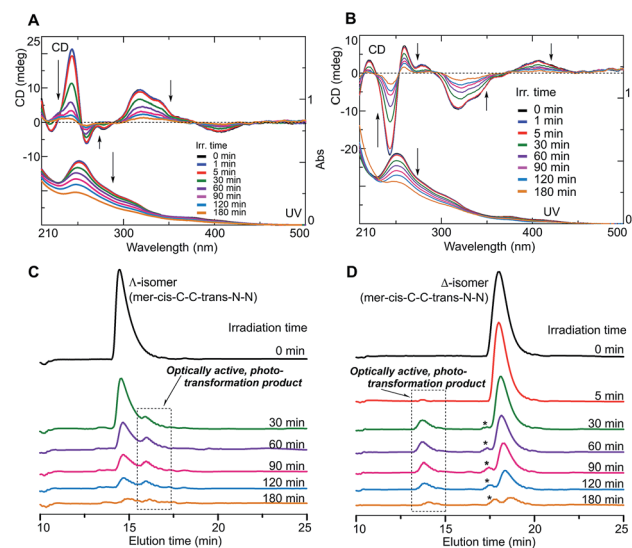 A
25
CD
15
CD (mdeg)
5
0
-10
1
Irr. time
0 min
1 min
5 min
30 min
60 min
90 min
120 min
180 min
UV
0
210
300
400
500
Wavelength (nm)
B
10
CD
0
CD (mdeg)
-10
-20
Abs
1
Irr. time
0 min
1 min
5 min
30 min
60 min
90 min
120 min
180 min
UV
0
210
300
400
500
Wavelength (nm)
C
Λ-isomer
(mer-cis-C-C-trans-N-N)
Irradiation time
0 min
Optically active, photo-
transformation product
30 min
60 min
90 min
120 min
180 min
10
15
20
25
Elution time (min)
D
Δ-isomer
(mer-cis-C-C-trans-N-N)
Irradiation time
0 min
Optically active, photo-
transformation product
5 min
*
30 min
*
60 min
*
90 min
*
120 min
*
180 min
10
15
20
25
Elution time (min)